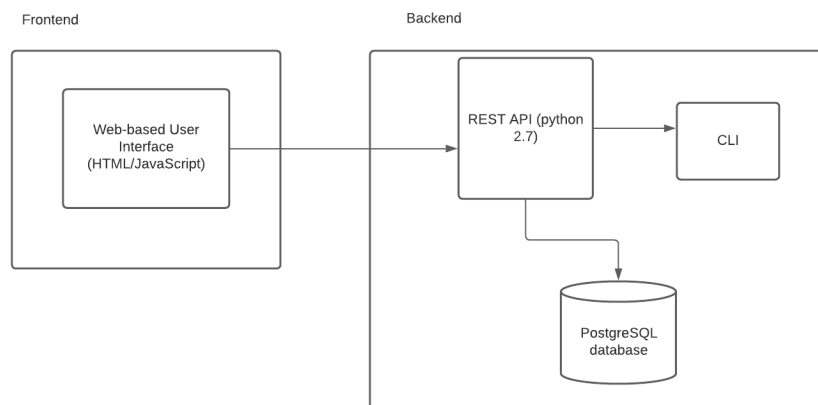 Frontend
Backend
Web-based User
Interface
(HTML/JavaScript)
REST API (python
2.7)
CLI
PostgreSQL
database